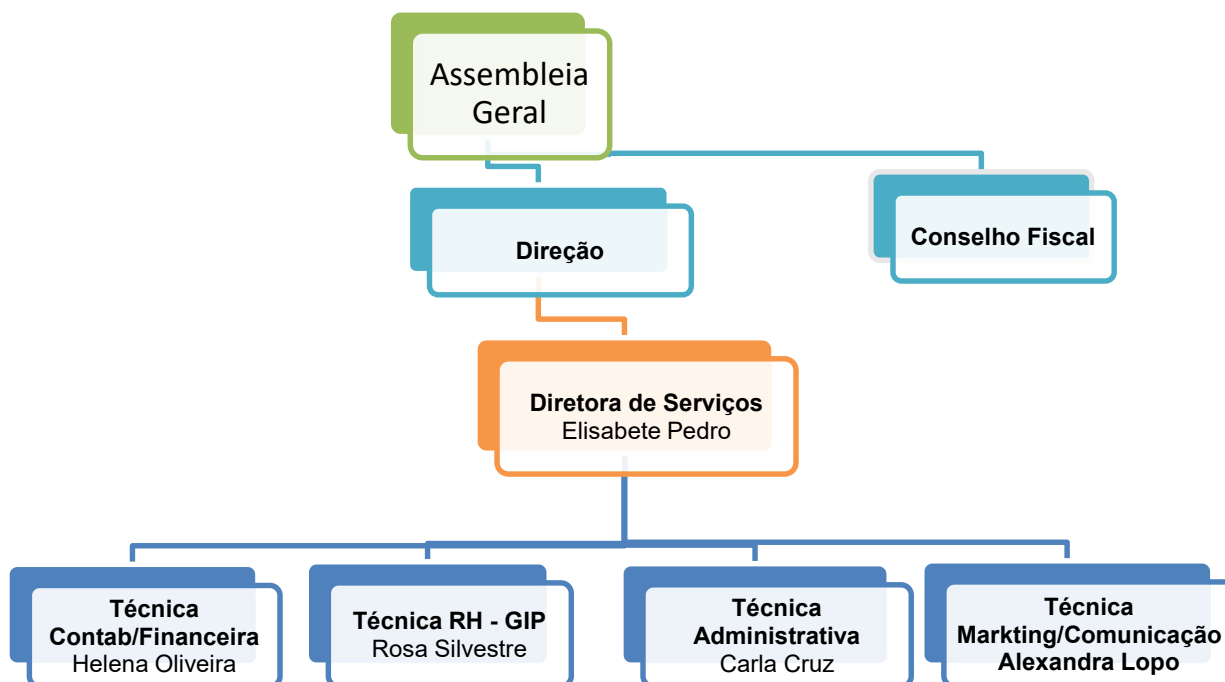 Assembleia
Geral
Direção
Conselho Fiscal
Diretora de Serviços
Elisabete Pedro
Técnica
Contab/Financeira
Helena Oliveira
Técnica RH - GIP
Rosa Silvestre
Técnica
Administrativa
Carla Cruz
Técnica
Markting/Comunicação
Alexandra Lopo